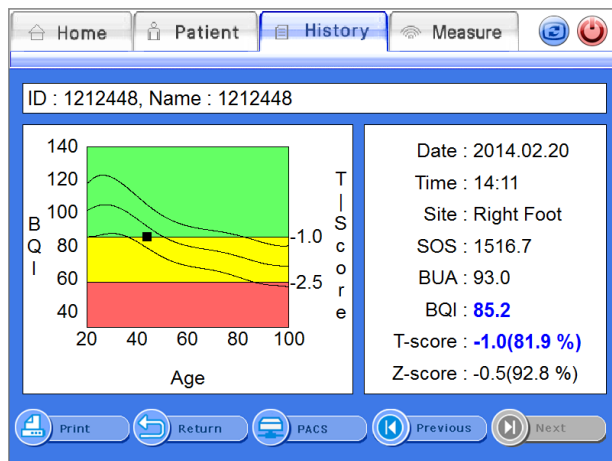 Home Patient History Measure
ID : 1212448, Name : 1212448
140
120
100
80
60
40
BQI
20 40 60 80 100
Age
-1.0
-2.5
T-Score
Date : 2014.02.20
Time : 14:11
Site : Right Foot
SOS : 1516.7
BUA : 93.0
BQI : 85.2
T-score : -1.0(81.9 %)
Z-score : -0.5(92.8 %)
Print Return PACS Previous Next